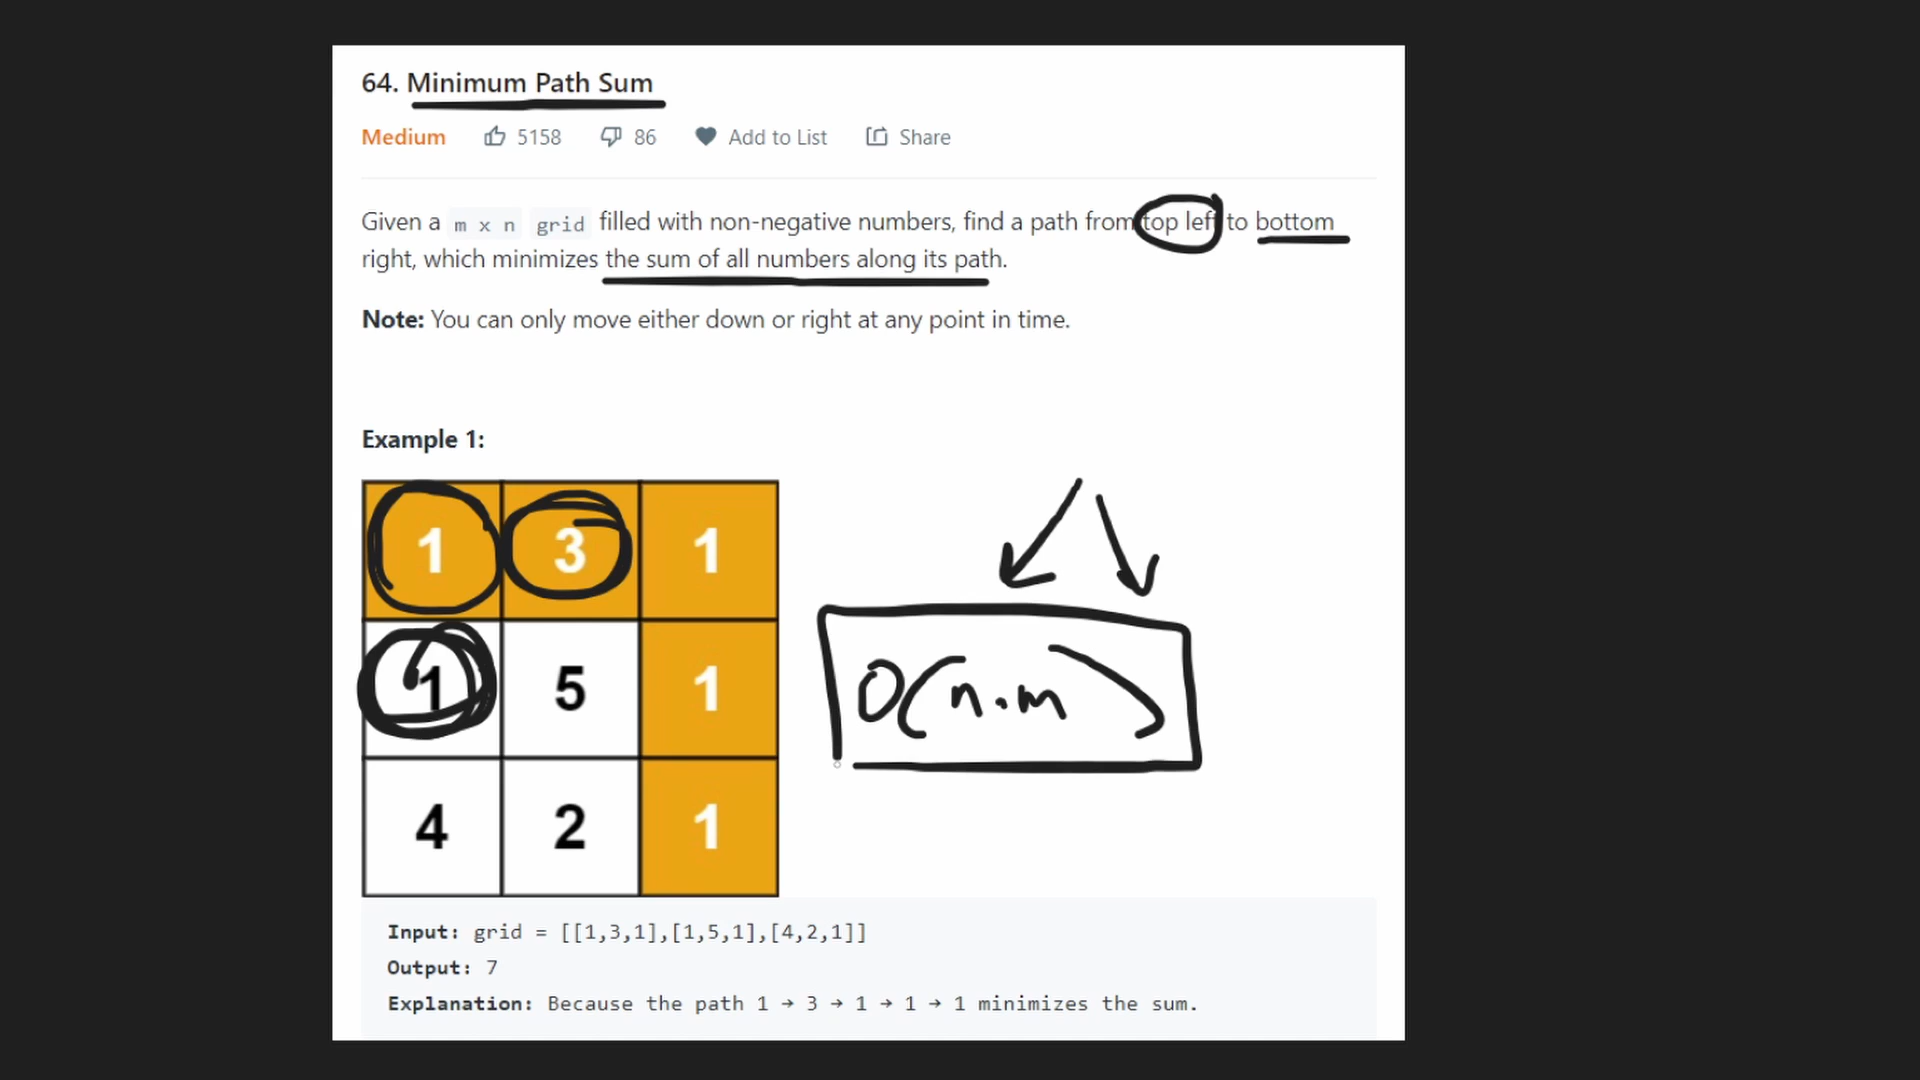 64. Minimum Path Sum
Medium 5158 86 Add to List Share
Given a m x n grid filled with non-negative numbers, find a path from top left to bottom
right, which minimizes the sum of all numbers along its path.
Note: You can only move either down or right at any point in time.
Example 1:
1 3 1
1 5 1
O(n.m)
4 2 1
Input: grid = [[1,3,1],[1,5,1],[4,2,1]]
Output: 7
Explanation: Because the path 1 → 3 → 1 → 1 → 1 minimizes the sum.